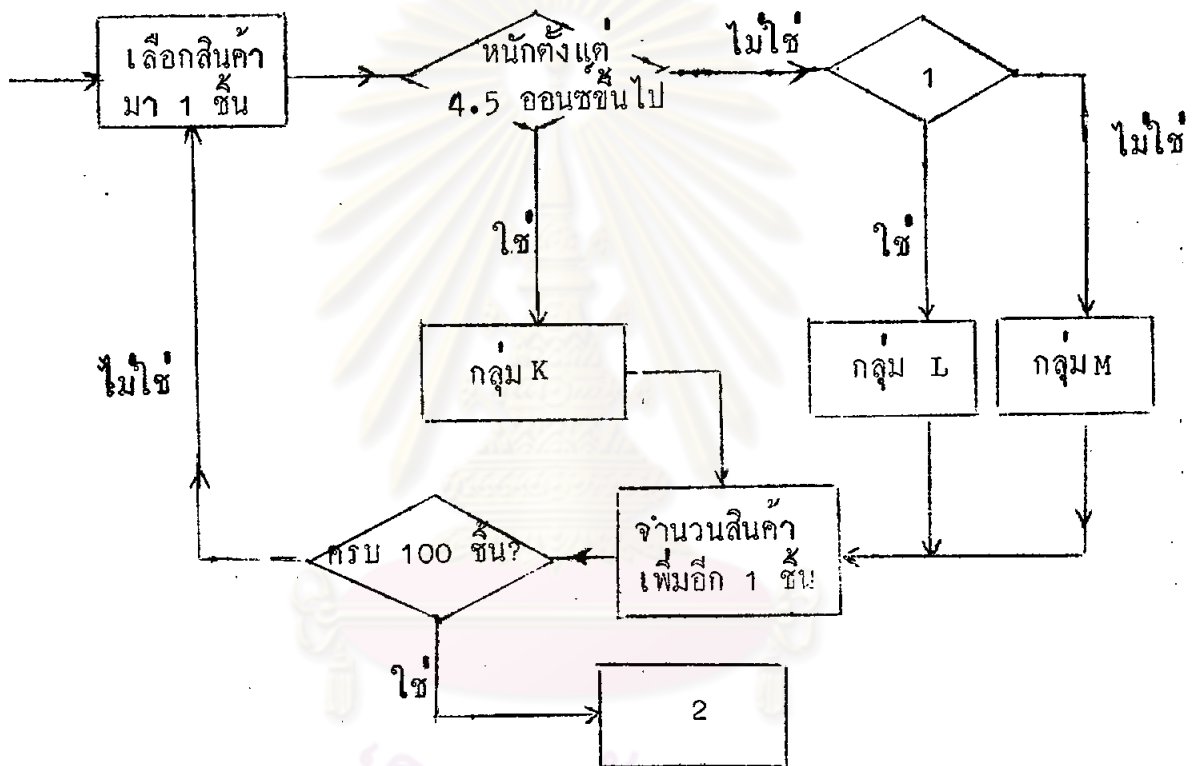 เลือกสินค้า
มา 1 ชิ้น
หนักตั้งแต่
4.5 ออนซ์ขึ้นไป
ไม่ใช่
1
ไม่ใช่
ใช่
ใช่
กลุ่ม K
กลุ่ม L
กลุ่ม M
ไม่ใช่
จำนวนสินค้า
เพิ่มอีก 1 ชิ้น
ครบ 100 ชิ้น?
ใช่
2